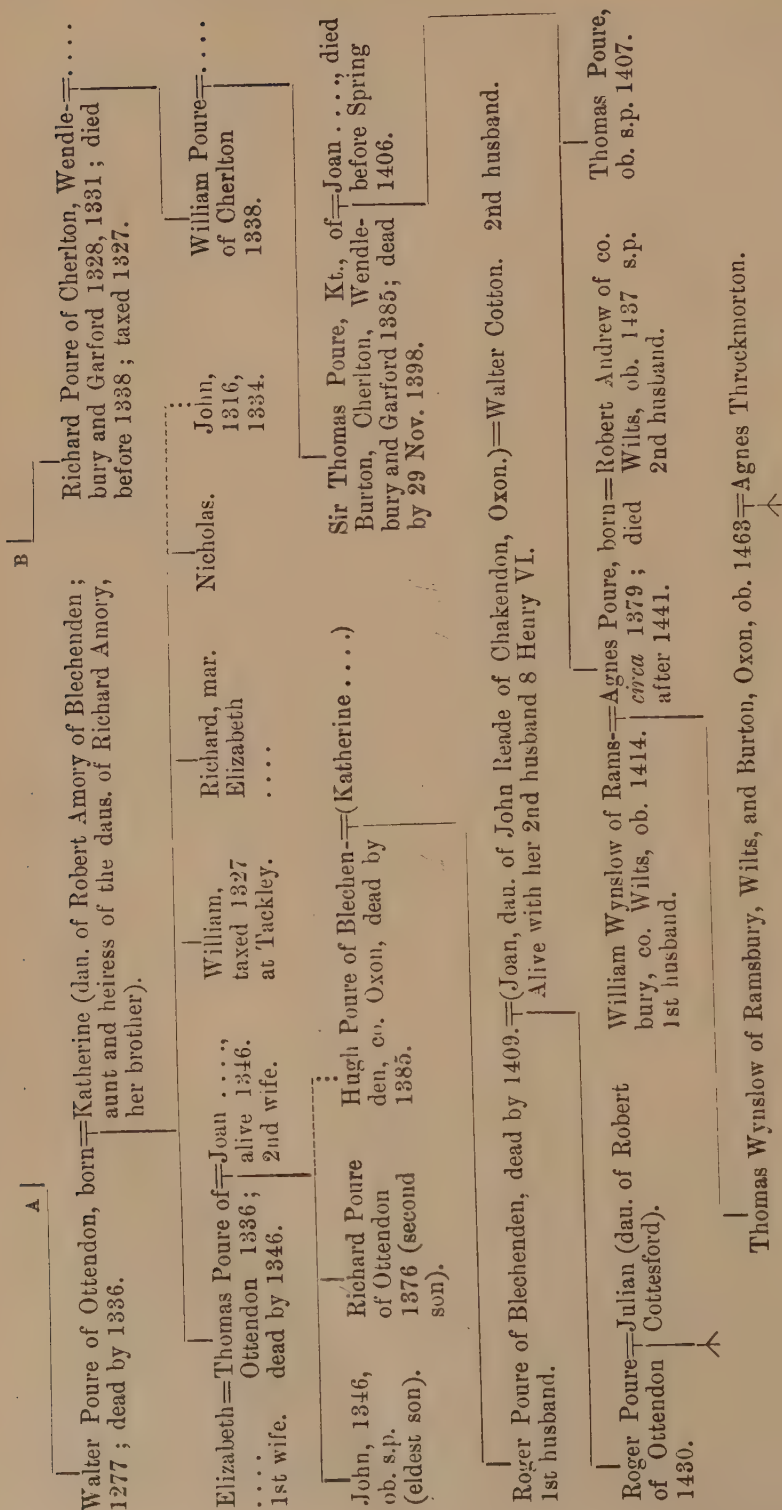 A
B
Walter Poure of Ottendon, born=Katherine (dau. of Robert Amory of Blechenden ;
1277 ; dead by 1336.
aunt and heiress of the daus. of Richard Amory,
her brother).
Richard Poure of Cherlton, Wendle-=....
bury and Garford 1328, 1331 ; died
before 1338 ; taxed 1327.
Elizabeth=Thomas Poure of=Joan ....,
....
Ottendon 1336 ;
alive 1346.
1st wife.
dead by 1346.
2nd wife.
William,
taxed 1327
at Tackley.
Richard, mar.
Elizabeth
....
Nicholas.
John,
1316,
1334.
William Poure=....
of Cherlton
1338.
John, 1346,
ob. s.p.
(eldest son).
Richard Poure
of Ottendon
1376 (second
son).
Hugh Poure of Blechen-=(Katherine ....)
den, co. Oxon, dead by
1385.
Sir Thomas Poure, Kt., of=Joan ...., died
Burton, Cherlton, Wendle-
before Spring
bury and Garford 1385; dead
1406.
by 29 Nov. 1398.
Roger Poure of Blechenden, dead by 1409.=(Joan, dau. of John Reade of Chakendon, Oxon.)=Walter Cotton. 2nd husband.
1st husband.
Alive with her 2nd husband 8 Henry VI.
Roger Poure=Julian (dau. of Robert
of Ottendon
Cottesford).
1430.
William Wynslow of Rams-=Agnes Poure, born=Robert Andrew of co.
bury, co. Wilts, ob. 1414.
circa 1379 ; died
Wilts, ob. 1437 s.p.
1st husband.
after 1441.
2nd husband.
Thomas Poure,
ob. s.p. 1407.
Thomas Wynslow of Ramsbury, Wilts, and Burton, Oxon, ob. 1463=Agnes Throckmorton.